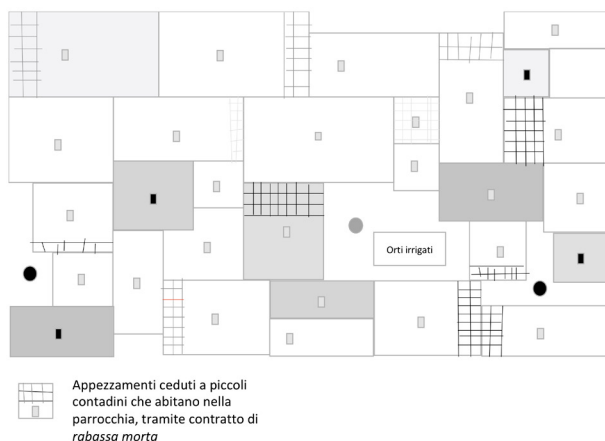 Orti irrigati
Appezzamenti ceduti a piccoli
contadini che abitano nella
parrocchia, tramite contratto di
rabassa morta